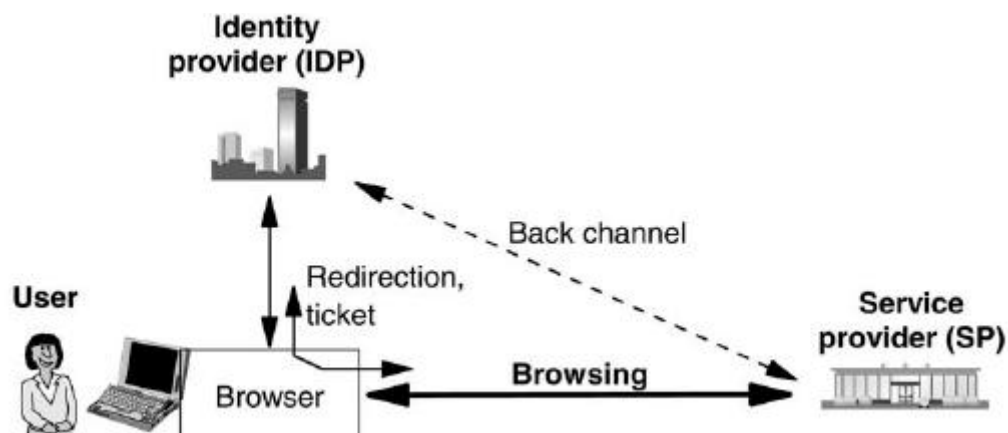 Identity
provider (IDP)
Back channel
Redirection,
ticket
User
Service
provider (SP)
Browsing
Browser